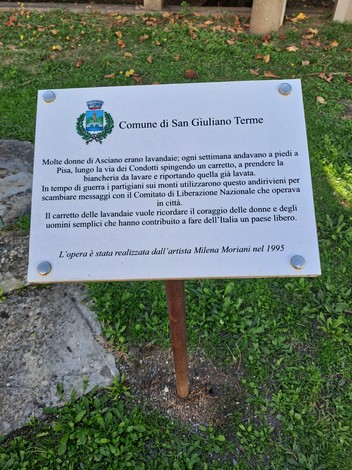 Comune di San Giuliano Terme
Molte donne di Asciano erano lavandaie; ogni settimana andavano a piedi a
Pisa, lungo la via dei Condotti spingendo un carretto, a prendere la
biancheria da lavare e riportando quella già lavata.
In tempo di guerra i partigiani sui monti utilizzarono questo andirivieni per
scambiare messaggi con il Comitato di Liberazione Nazionale che operava
in città.
Il carretto delle lavandaie vuole ricordare il coraggio delle donne e degli
uomini semplici che hanno contribuito a fare dell'Italia un paese libero.
L'opera è stata realizzata dall'artista Milena Moriani nel 1995